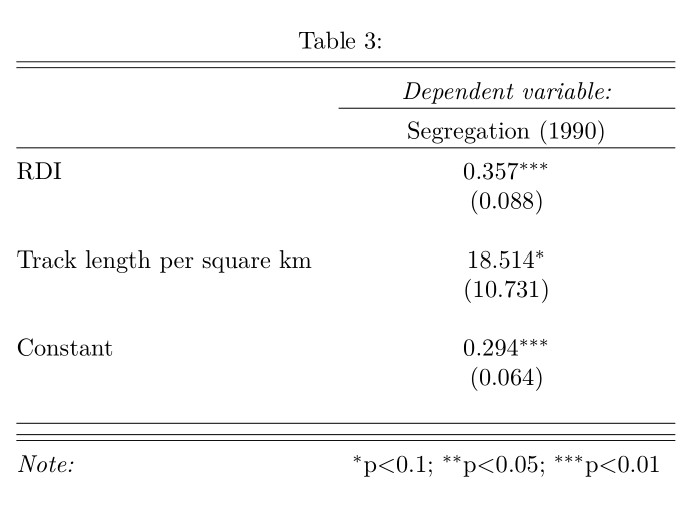 Table 3:
Dependent variable:
Segregation (1990)
RDI 0.357***
(0.088)
Track length per square km 18.514*
(10.731)
Constant 0.294***
(0.064)
Note: *p<0.1; **p<0.05; ***p<0.01